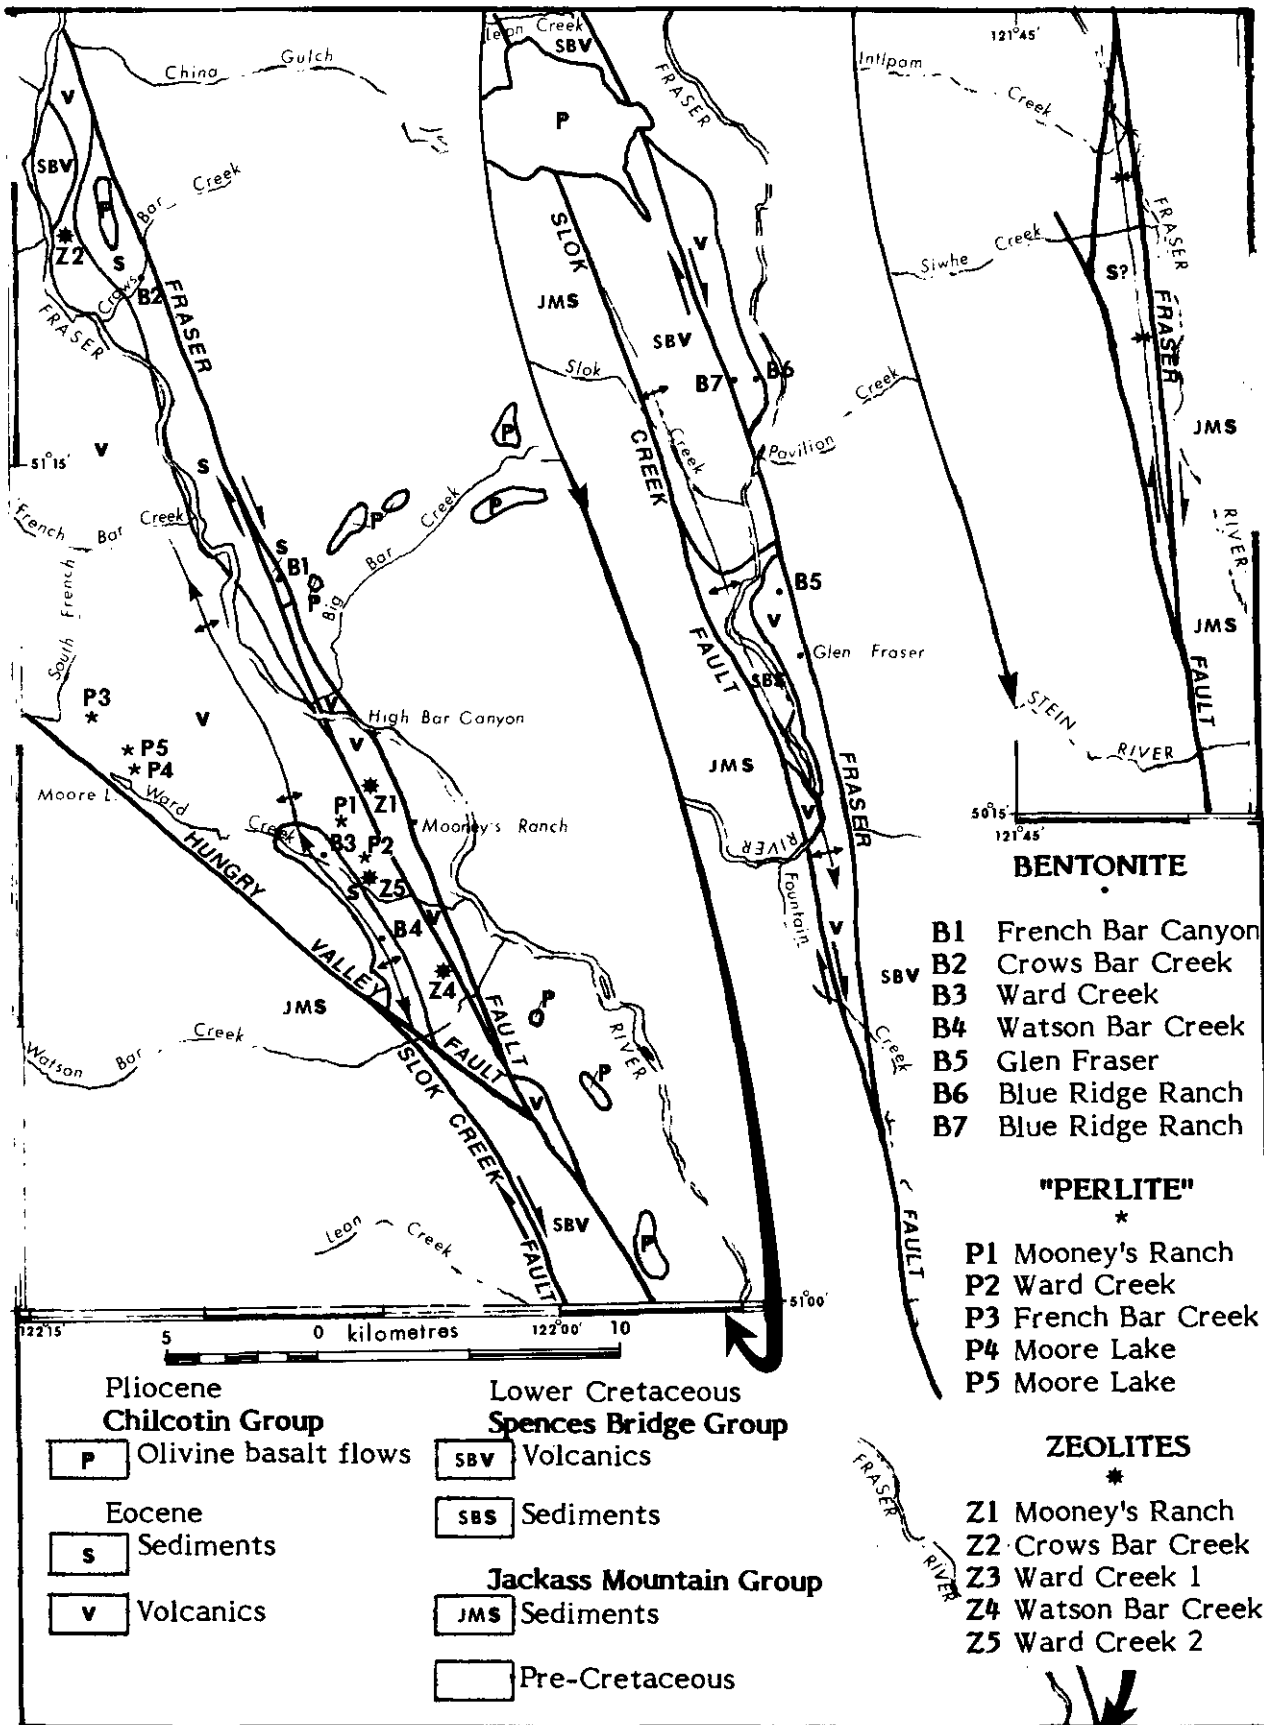 China Gulch
V
SBV
P
Bar Creek
Z2
S
Crows
B2
FRASER
FRASER
V
51°15'
S
French Bar Creek
South French
S
B1
P
P
P
P
Big Bar Creek
P3
V
V
High Bar Canyon
P5
P4
V
Moore L.
Ward
Creek
P1
Z1
Mooney's Ranch
B3
P2
S
Z5
HUNGRY VALLEY FAULT
B4
V
Z4
JMS
FAULT
P
RIVER
Watson Bar Creek
SLOK CREEK FAULT
P
V
SBV
Leon Creek
P
51°00'
122°15'
122°00'
5 0 kilometres 10
Leon Creek
SBV
FRASER
P
SLOK CREEK FAULT
V
JMS
SBV
Slok Creek
B7
B6
Pavilion Creek
B5
V
Glen Fraser
SBS
JMS
FRASER FAULT
V
RIVER
Fountain Creek
V
SBV
121°45'
Intlpam Creek
FRASER
Siwhe Creek
S?
FRASER FAULT
JMS
RIVER
JMS
STEIN RIVER
50°15'
121°45'
BENTONITE
B1 French Bar Canyon
B2 Crows Bar Creek
B3 Ward Creek
B4 Watson Bar Creek
B5 Glen Fraser
B6 Blue Ridge Ranch
B7 Blue Ridge Ranch
"PERLITE"
*
P1 Mooney's Ranch
P2 Ward Creek
P3 French Bar Creek
P4 Moore Lake
P5 Moore Lake
ZEOLITES
Z1 Mooney's Ranch
Z2 Crows Bar Creek
Z3 Ward Creek 1
Z4 Watson Bar Creek
Z5 Ward Creek 2
FRASER RIVER
Pliocene
Chilcotin Group
P Olivine basalt flows
Eocene
S Sediments
V Volcanics
Lower Cretaceous
Spences Bridge Group
SBV Volcanics
SBS Sediments
Jackass Mountain Group
JMS Sediments
Pre-Cretaceous